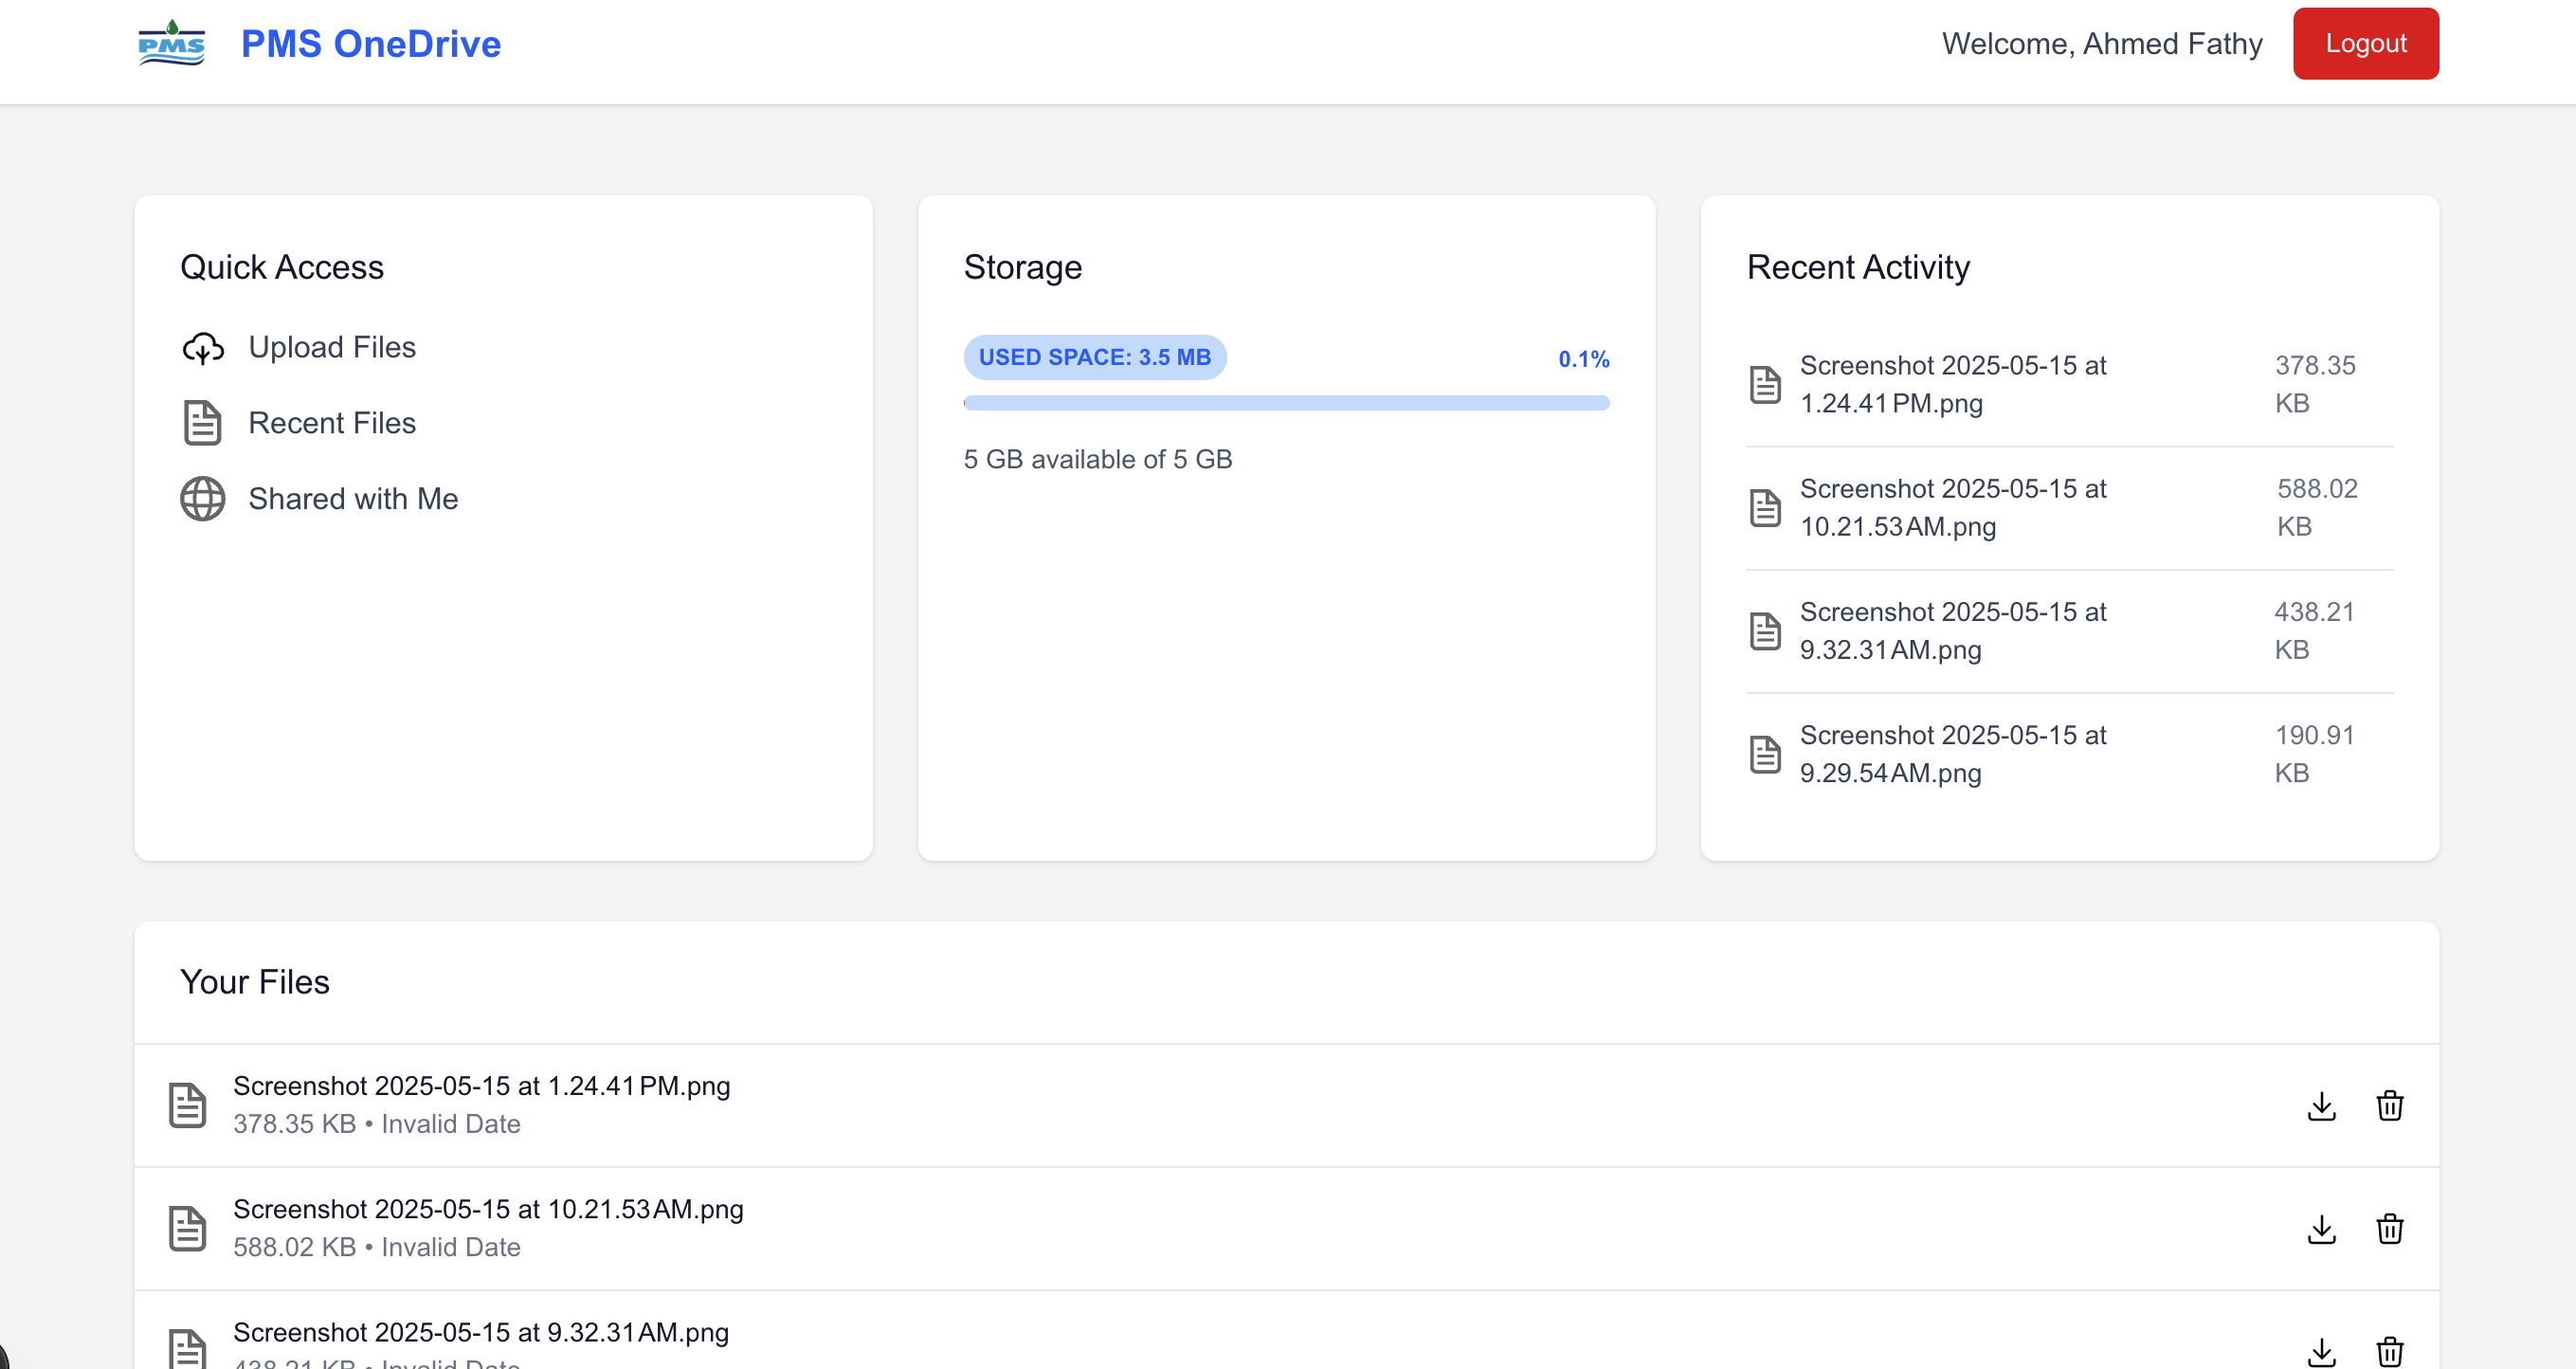 PMS
PMS OneDrive
Welcome, Ahmed Fathy
Logout
Quick Access
Upload Files
Recent Files
Shared with Me
Storage
USED SPACE: 3.5 MB
0.1%
5 GB available of 5 GB
Recent Activity
Screenshot 2025-05-15 at
1.24.41 PM.png
378.35
KB
Screenshot 2025-05-15 at
10.21.53 AM.png
588.02
KB
Screenshot 2025-05-15 at
9.32.31 AM.png
438.21
KB
Screenshot 2025-05-15 at
9.29.54 AM.png
190.91
KB
Your Files
Screenshot 2025-05-15 at 1.24.41 PM.png
378.35 KB • Invalid Date
Screenshot 2025-05-15 at 10.21.53 AM.png
588.02 KB • Invalid Date
Screenshot 2025-05-15 at 9.32.31 AM.png
438.21 KB • Invalid Date